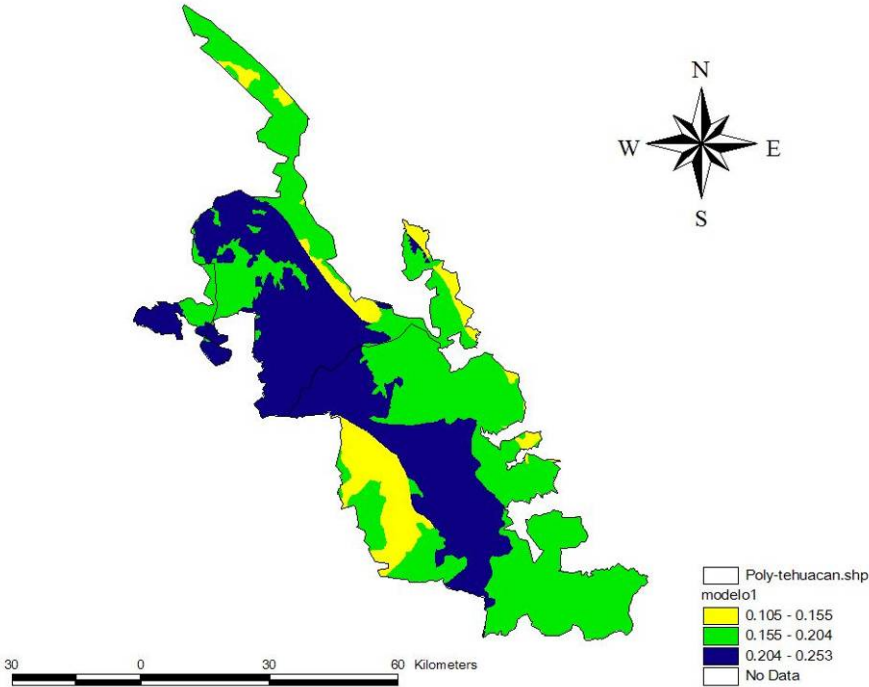 N
W E
S
Poly-tehuacan.shp
modelo1
0.105 - 0.155
0.155 - 0.204
0.204 - 0.253
No Data
30 0 30 60 Kilometers